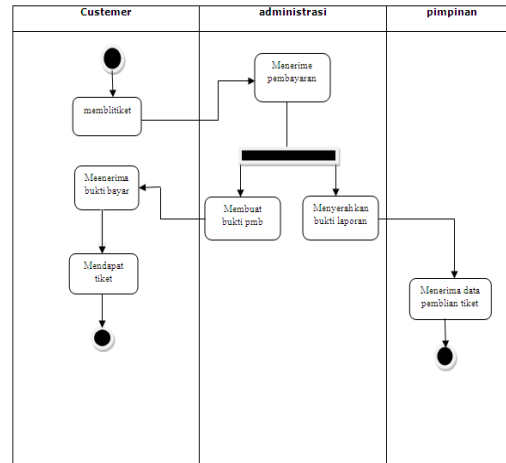 Custemer
administrasi
pimpinan
Menerime
pembayaran
memblitiket
Meenerima
bukti bayar
Membuat
bukti pmb
Menyerahkan
bukti laporan
Mendapat
tiket
Menerima data
pemblian tiket